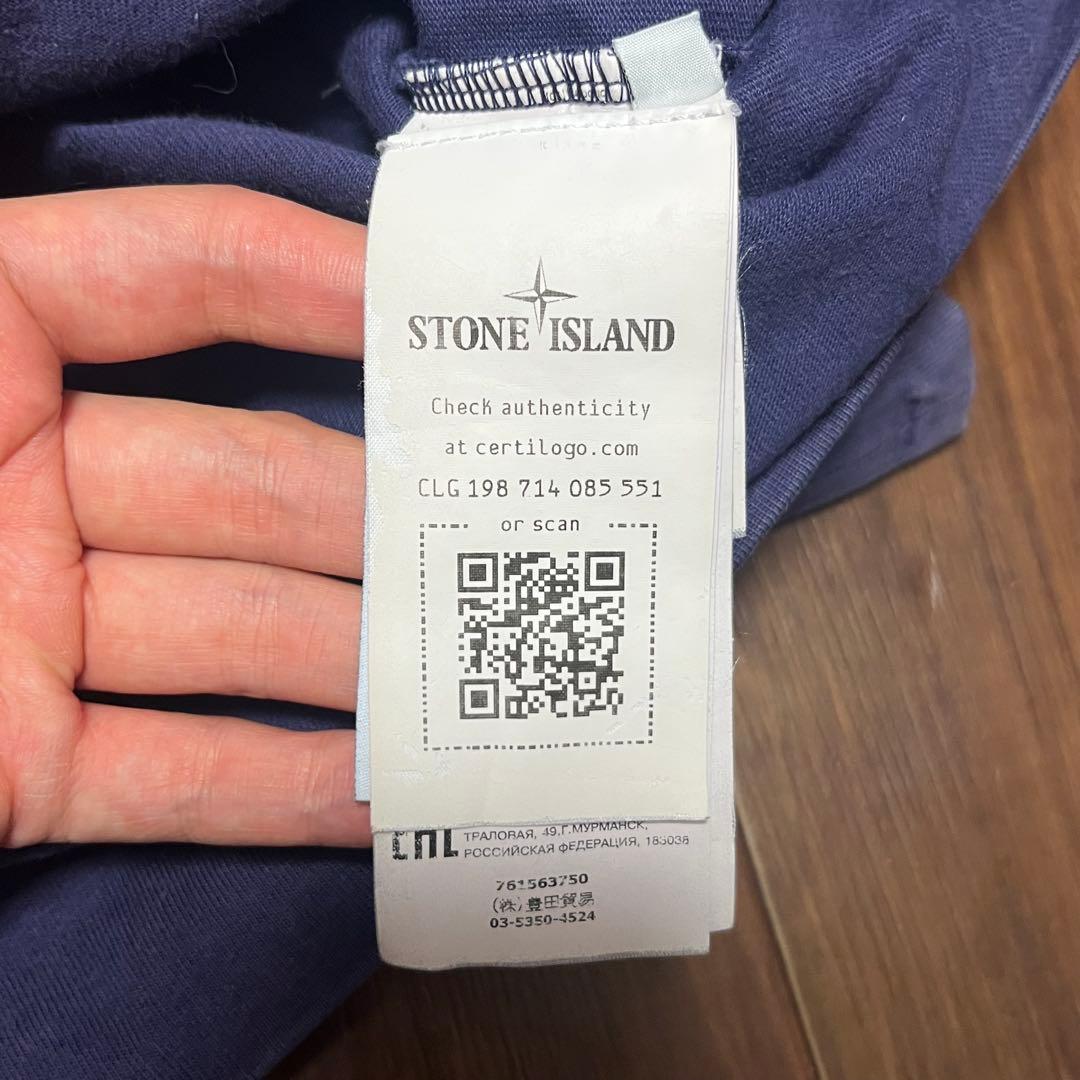 STONE ISLAND
Check authenticity
at certilogo.com
CLG 198 714 085 551
or scan
EAC ТРАЛОВАЯ, 49,Г.МУРМАНСК,
РОССИЙСКАЯ ФЕДЕРАЦИЯ, 183038
761563750
(株)豊田貿易
03-5350-4524